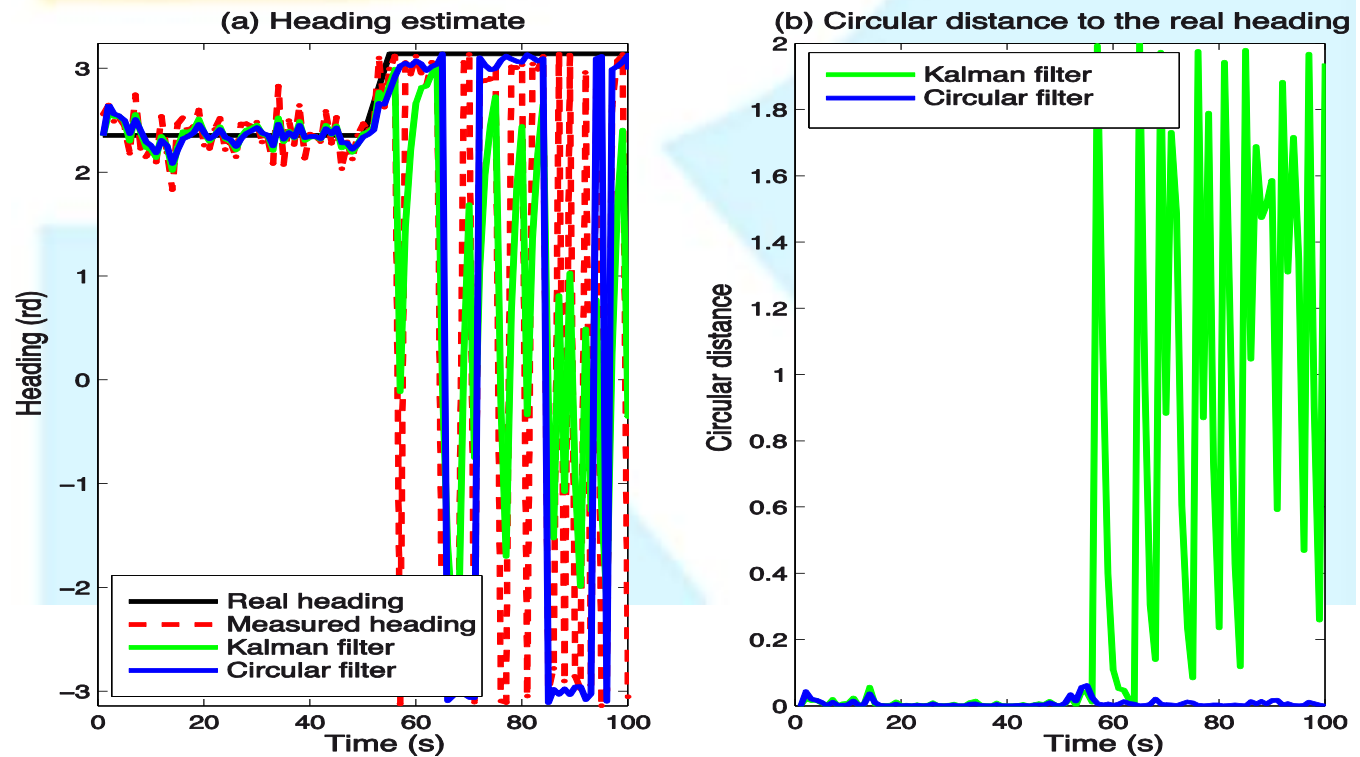 (a) Heading estimate
3
2
1
0
−1
−2
−3
Heading (rd)
Real heading
Measured heading
Kalman filter
Circular filter
0
20
40
60
80
100
Time (s)
(b) Circular distance to the real heading
2
1.8
1.6
1.4
1.2
1
0.8
0.6
0.4
0.2
0
Circular distance
Kalman filter
Circular filter
0
20
40
60
80
100
Time (s)